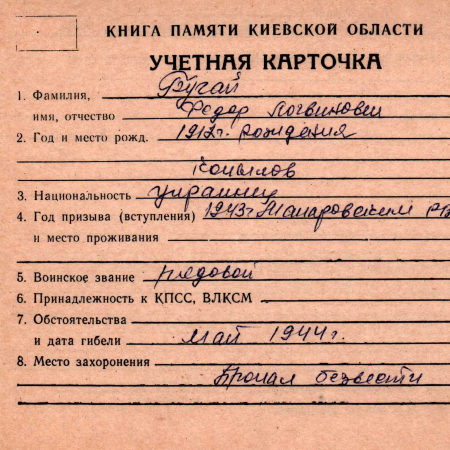 КНИГА ПАМЯТИ КИЕВСКОЙ ОБЛАСТИ
УЧЕТНАЯ КАРТОЧКА
1. Фамилия, Бугай
имя, отчество Федор Логвинович
2. Год и место рожд. 1912г. рождения
Копылов
3. Национальность украинец
4. Год призыва (вступления) 1943г Макаровским
и место проживания
5. Воинское звание рядовой
6. Принадлежность к КПСС, ВЛКСМ
7. Обстоятельства
и дата гибели май 1944г.
8. Место захоронения
Пропал безвести